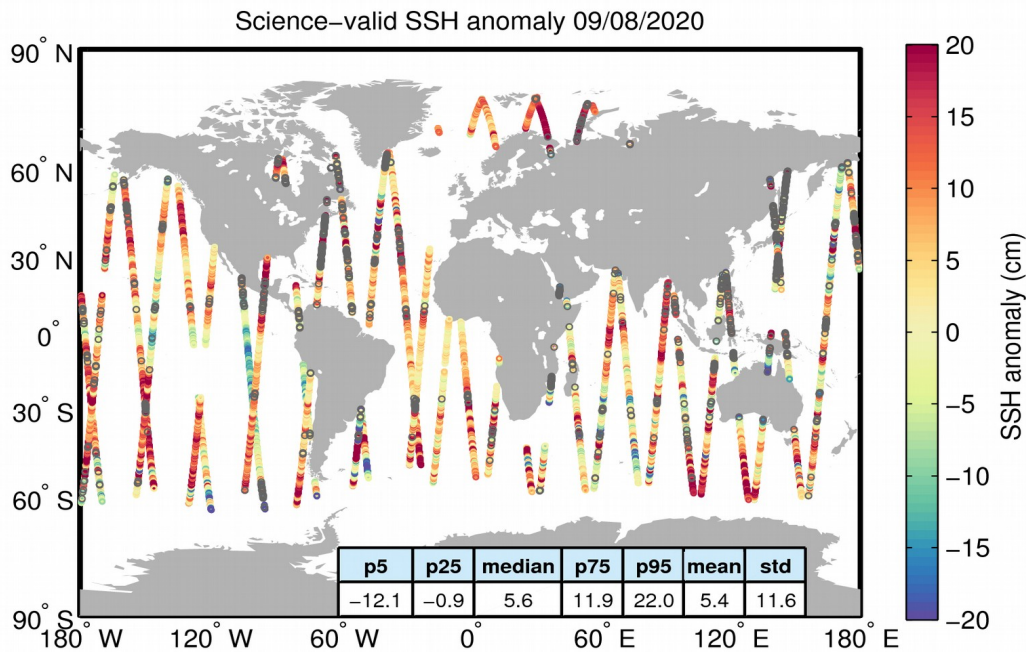 Science−valid SSH anomaly 09/08/2020
90° N
60° N
30° N
0°
30° S
60° S
90° S
180° W
120° W
60° W
0°
60° E
120° E
180° E
p5 p25 median p75 p95 mean std
−12.1 −0.9 5.6 11.9 22.0 5.4 11.6
20
15
10
5
0
−5
−10
−15
−20
SSH anomaly (cm)